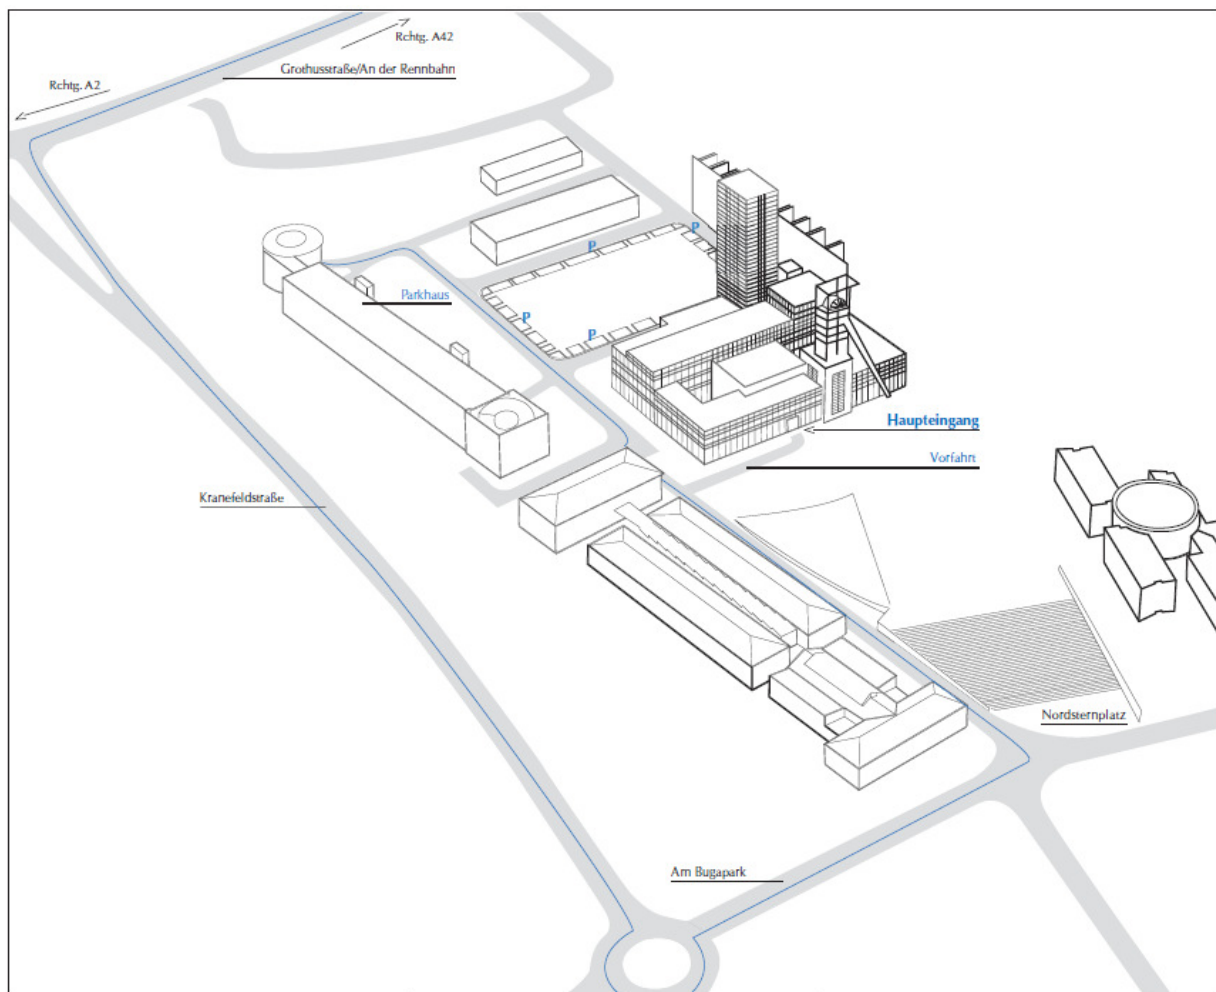 Rchtg. A42
Grothusstraße/An der Rennbahn
Rchtg. A2
P
P
Parkhaus
P
P
Haupteingang
Vorfahrt
Kranefeldstraße
Nordsternplatz
Am Bugapark